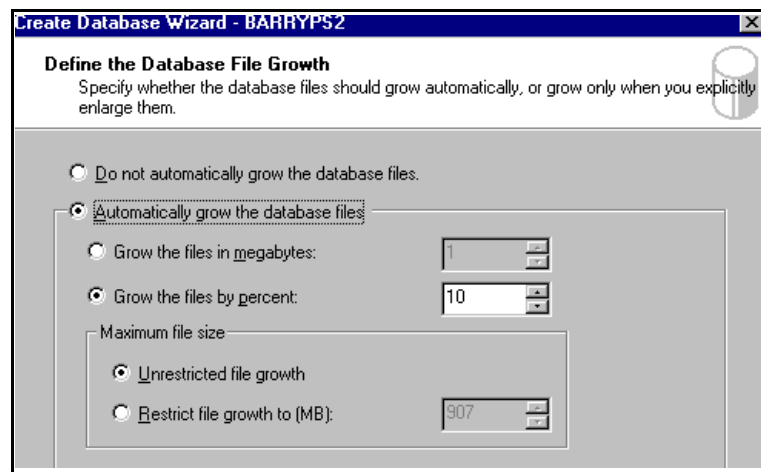 Create Database Wizard - BARRYPS2
Define the Database File Growth
Specify whether the database files should grow automatically, or grow only when you explicitly
enlarge them.
Do not automatically grow the database files.
Automatically grow the database files
Grow the files in megabytes: 1
Grow the files by percent: 10
Maximum file size
Unrestricted file growth
Restrict file growth to (MB): 907